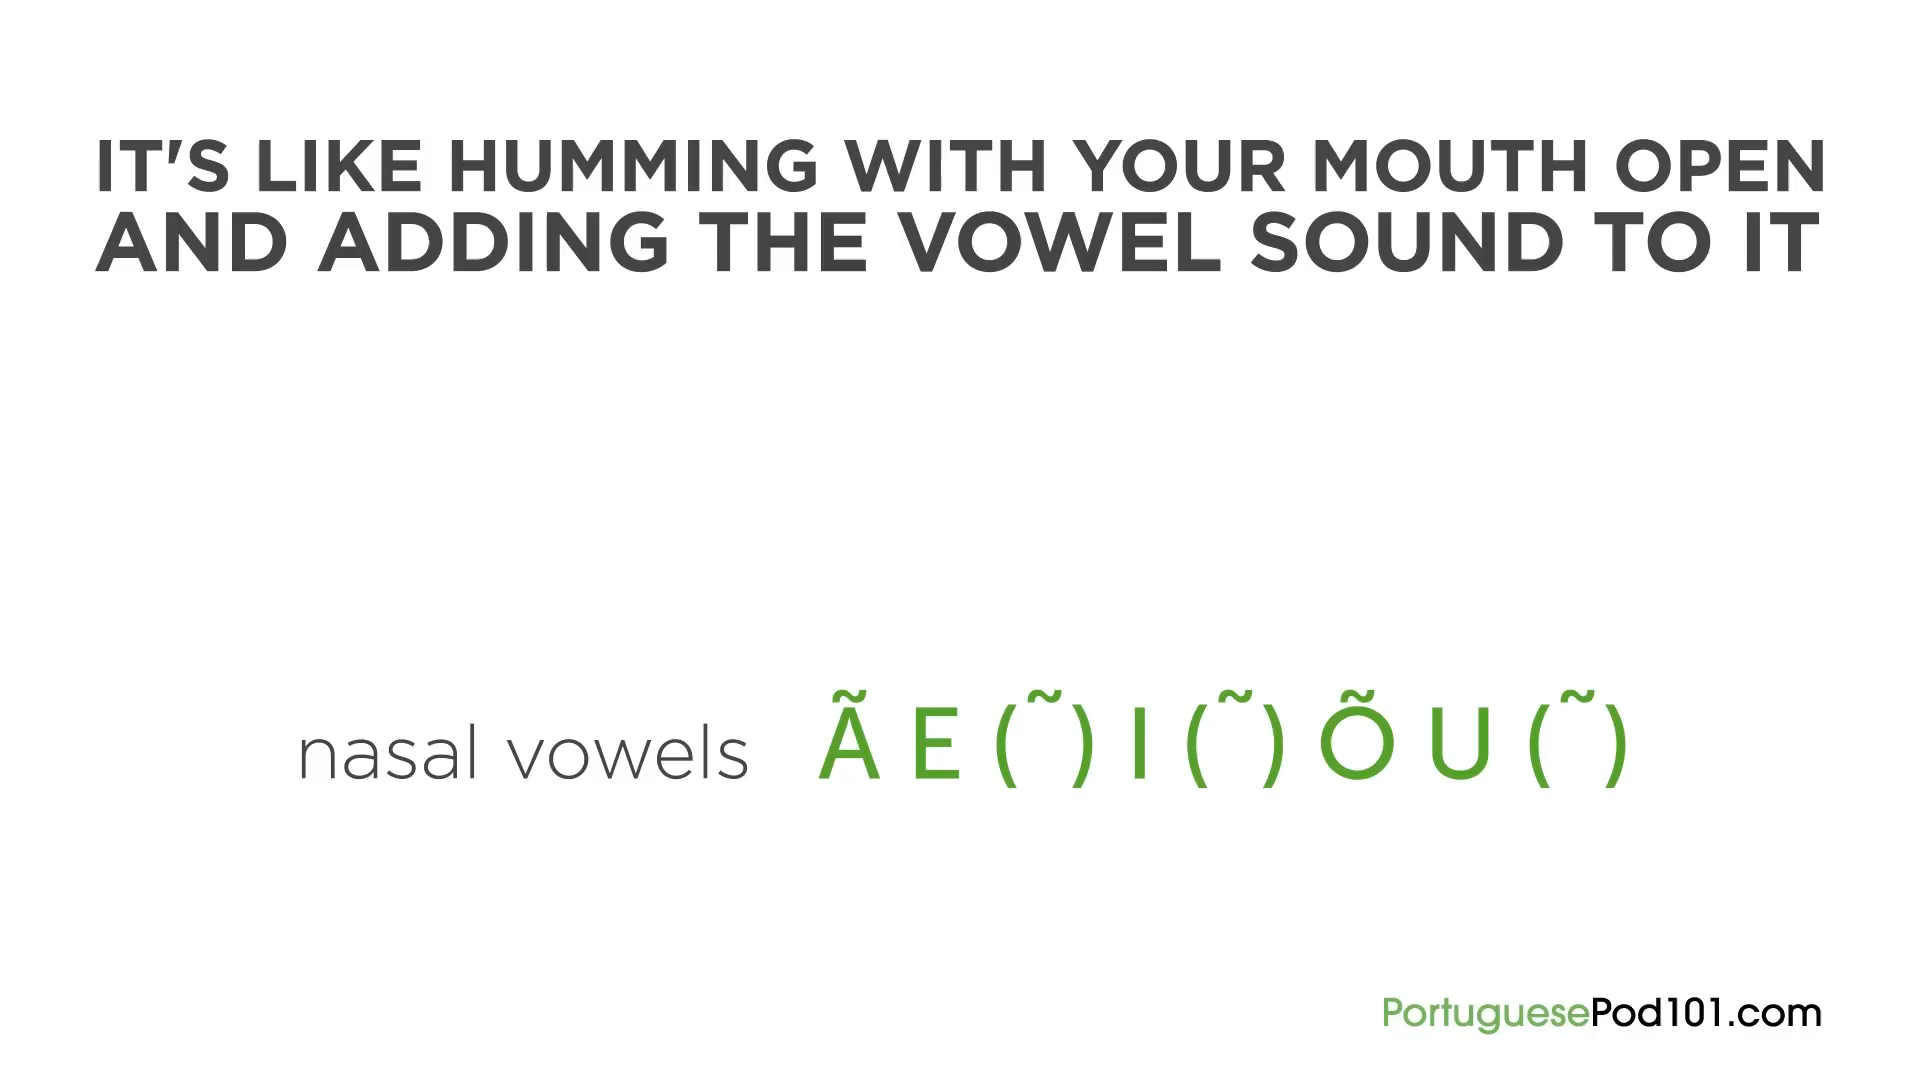 IT'S LIKE HUMMING WITH YOUR MOUTH OPEN
AND ADDING THE VOWEL SOUND TO IT
nasal vowels Ã E (˜) I (˜) Õ U (˜)
PortuguesePod101.com